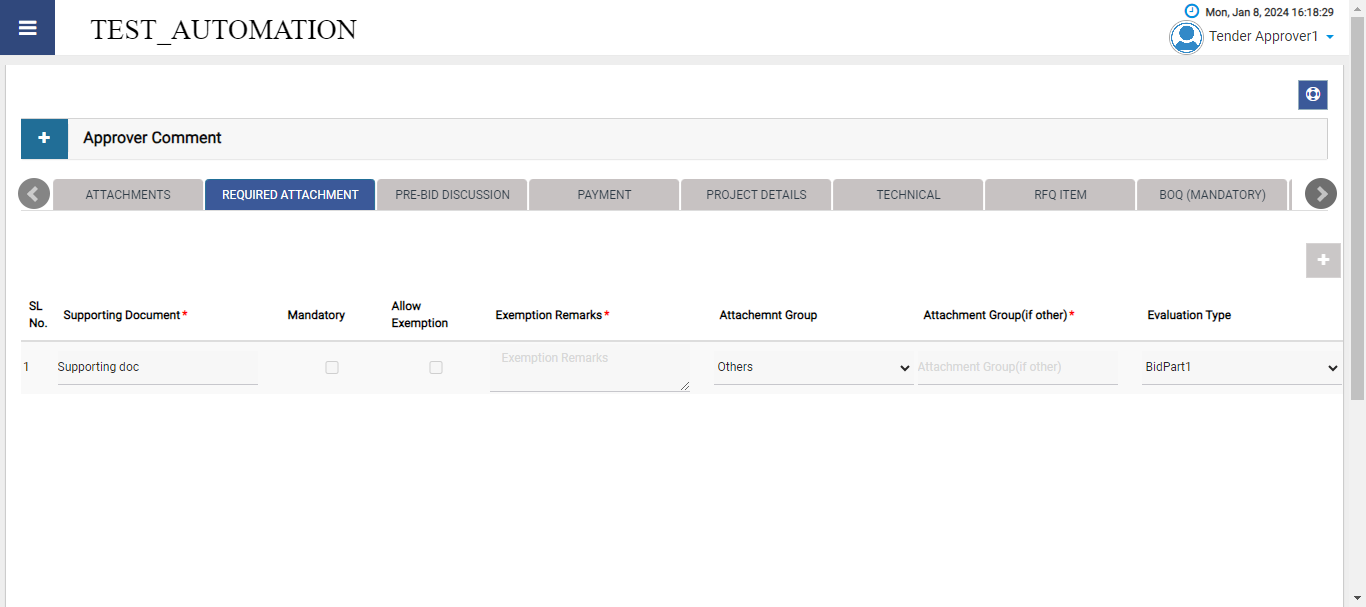 TEST_AUTOMATION
Mon, Jan 8, 2024 16:18:29
Tender Approver1
Approver Comment
ATTACHMENTS REQUIRED ATTACHMENT PRE-BID DISCUSSION PAYMENT PROJECT DETAILS TECHNICAL RFQ ITEM BOQ (MANDATORY)
SL No. Supporting Document* Mandatory Allow Exemption Exemption Remarks* Attachemnt Group Attachment Group(if other)* Evaluation Type
1 Supporting doc Exemption Remarks Others Attachment Group(if other) BidPart1